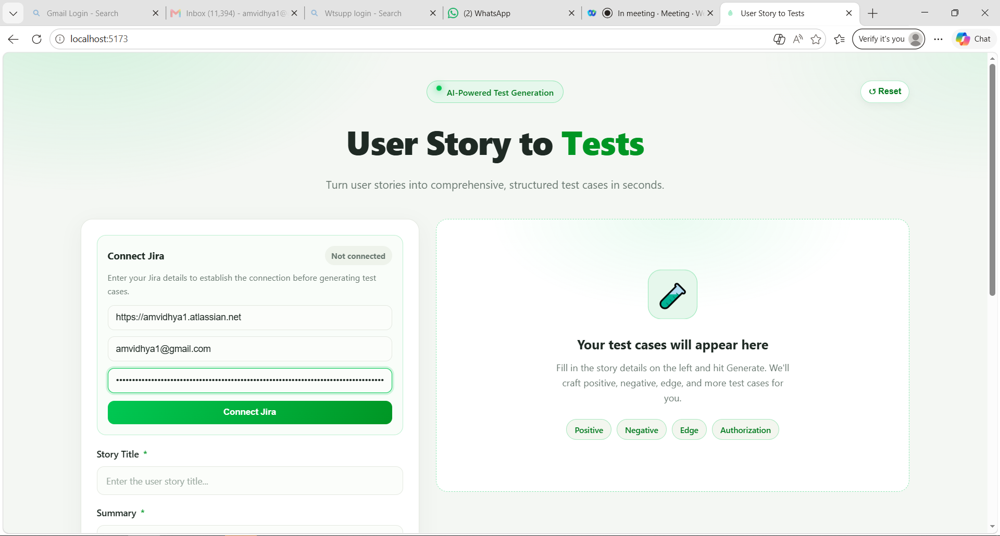 Gmail Login - Search
Inbox (11,394) - amvidhya1@
Wtsupp login - Search
(2) WhatsApp
In meeting · Meeting · We
User Story to Tests
localhost:5173
Verify it's you
Chat
AI-Powered Test Generation
Reset
User Story to Tests
Turn user stories into comprehensive, structured test cases in seconds.
Connect Jira
Not connected
Enter your Jira details to establish the connection before generating test
cases.
https://amvidhya1.atlassian.net
amvidhya1@gmail.com
Connect Jira
Story Title *
Enter the user story title...
Summary *
Your test cases will appear here
Fill in the story details on the left and hit Generate. We'll
craft positive, negative, edge, and more test cases for
you.
Positive
Negative
Edge
Authorization